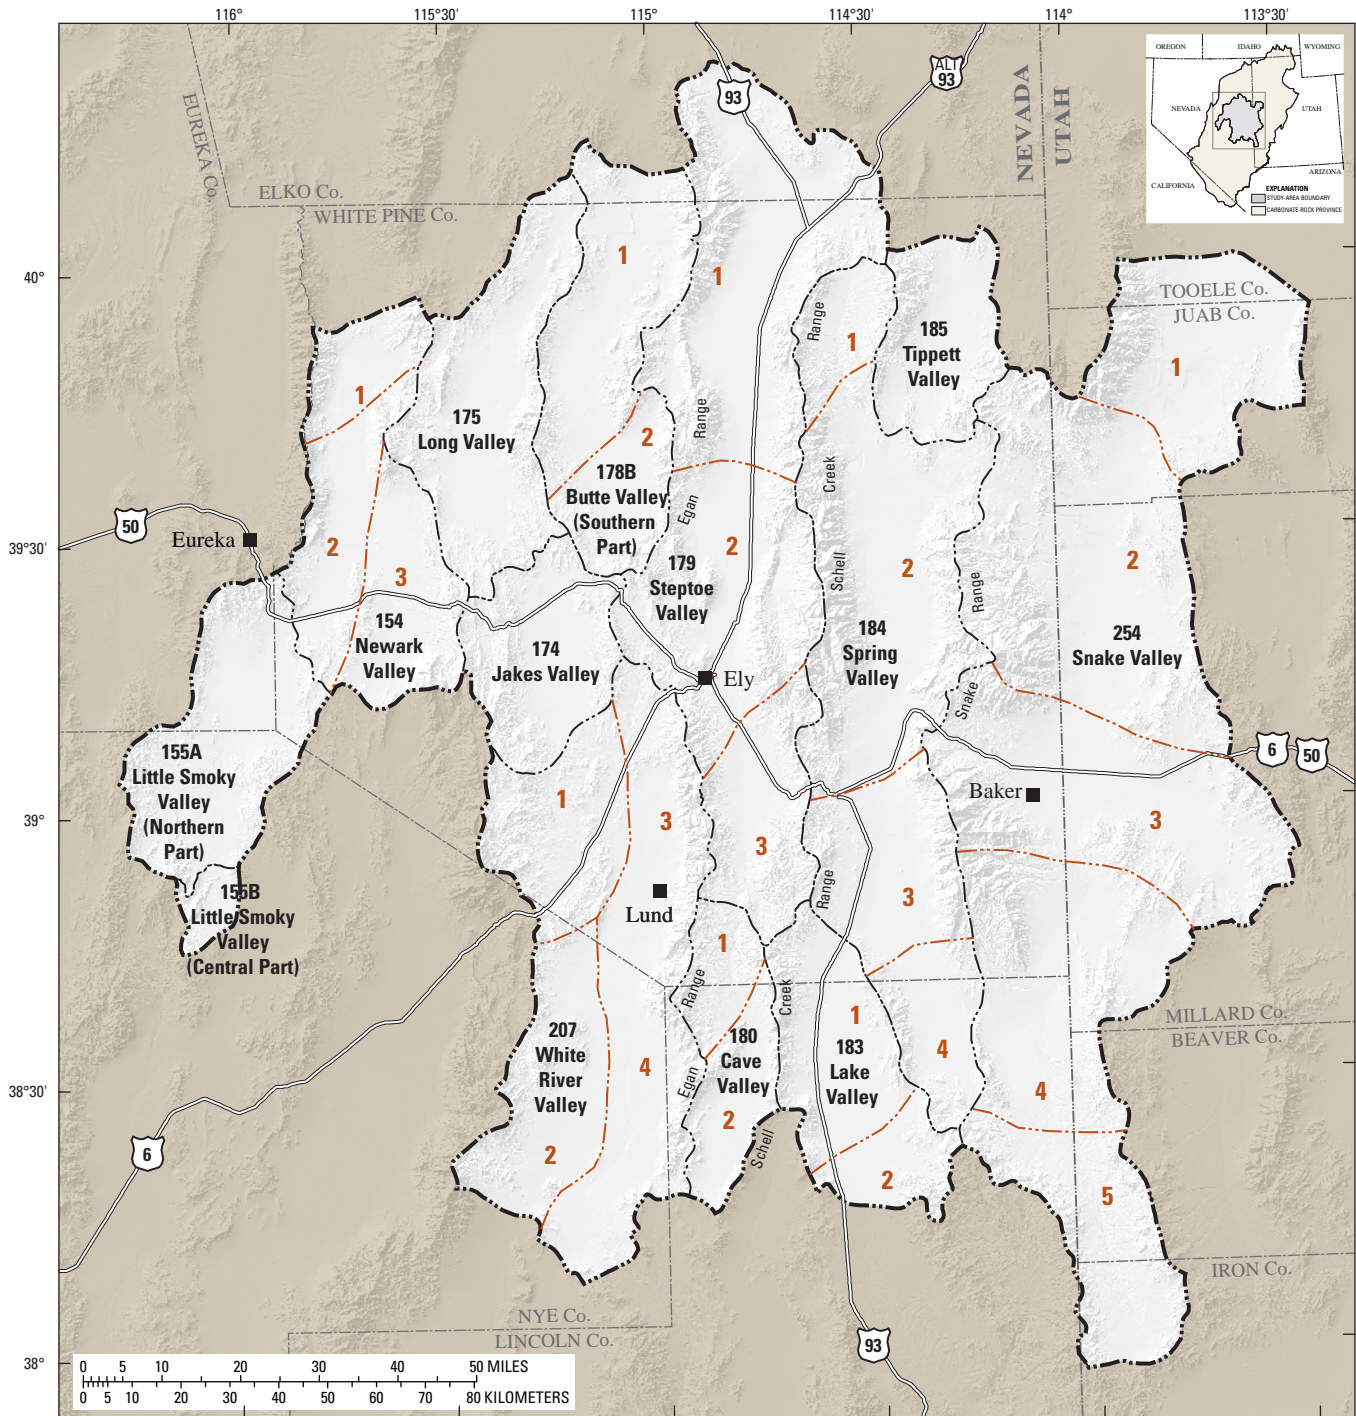 116°
115°30'
115°
114°30'
114°
113°30'
40°
39°30'
39°
38°30'
38°
OREGON
IDAHO
WYOMING
NEVADA
UTAH
CALIFORNIA
ARIZONA
EXPLANATION
STUDY-AREA BOUNDARY
CARBONATE-ROCK PROVINCE
93
ALT
93
NEVADA
UTAH
EUREKA Co.
ELKO Co.
WHITE PINE Co.
TOOELE Co.
JUAB Co.
1
1
Range
1
185
Tippett
Valley
1
1
175
Long Valley
2
Range
178B
Butte Valley
(Southern
Part)
Egan
Creek
50
Eureka
2
3
2
179
Steptoe
Valley
Schell
2
Range
2
154
Newark
Valley
174
Jakes Valley
184
Spring
Valley
254
Snake Valley
Ely
Snake
155A
Little Smoky
Valley
(Northern
Part)
6
50
Baker
1
3
3
3
155B
Little Smoky
Valley
(Central Part)
Lund
Range
3
1
Range
Creek
207
White
River
Valley
4
Egan
180
Cave
Valley
1
183
Lake
Valley
4
4
MILLARD Co.
BEAVER Co.
2
2
Schell
2
5
6
IRON Co.
NYE Co.
LINCOLN Co.
93
0 5 10 20 30 40 50 MILES
0 5 10 20 30 40 50 60 70 80 KILOMETERS